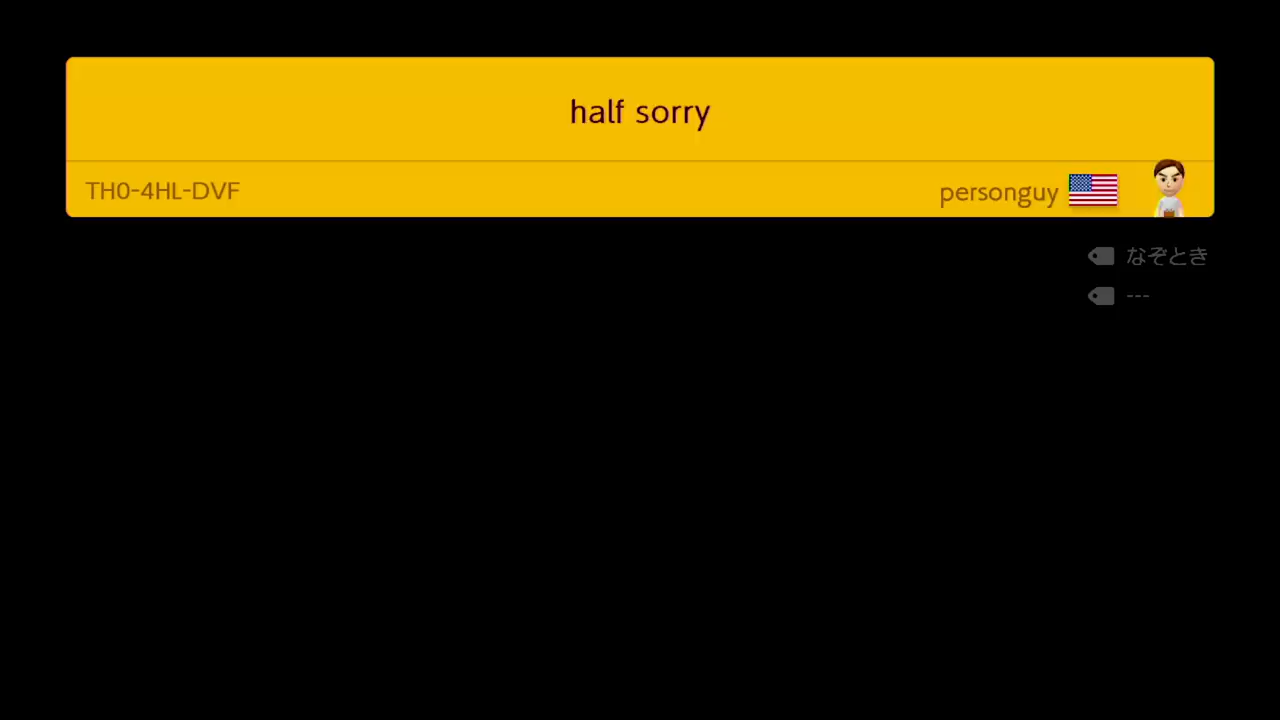 half sorry
TH0-4HL-DVF
personguy
なぞとき
---